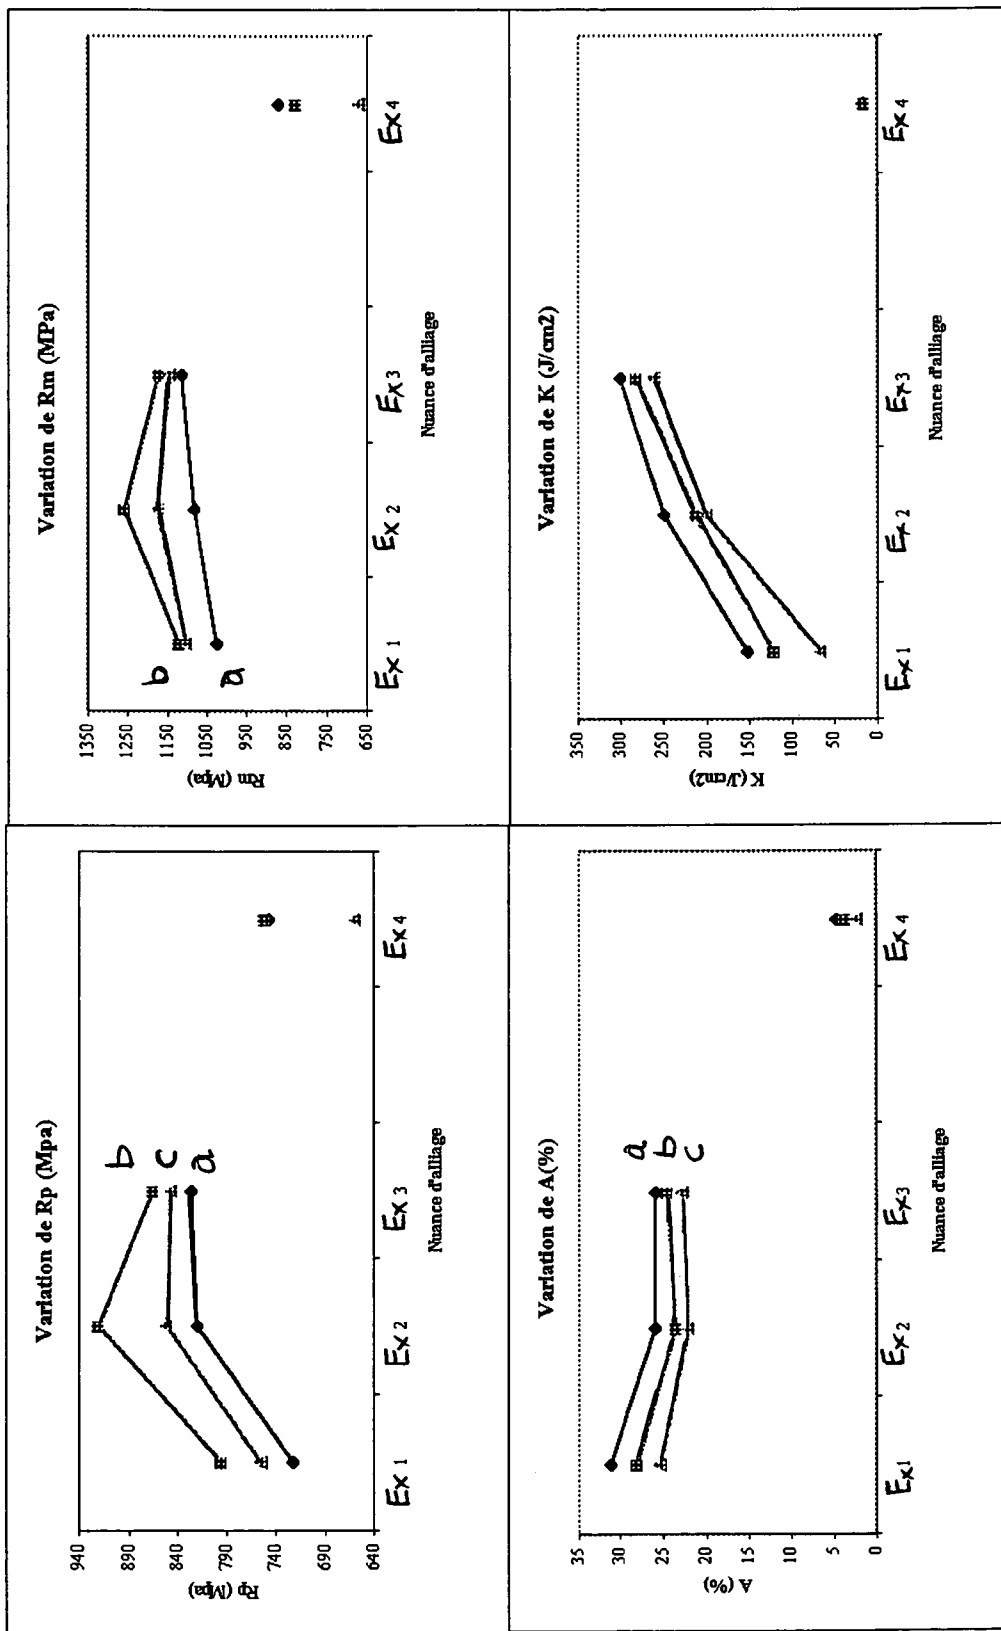 Variation de Rp (Mpa)
Rp (Mpa)
940
890
840
790
740
690
640
b
c
a
Ex 1
Ex 2
Ex 3
Ex 4
Nuance d'alliage
Variation de Rm (MPa)
Rm (Mpa)
1350
1250
1150
1050
950
850
750
650
b
a
Ex 1
Ex 2
Ex 3
Ex 4
Nuance d'alliage
Variation de A(%)
A (%)
35
30
25
20
15
10
5
0
a
b
c
Ex1
Ex 2
Ex3
Ex 4
Nuance d'alliage
Variation de K (J/cm2)
K (J/cm2)
350
300
250
200
150
100
50
0
Ex 1
Ex 2
Ex3
Ex 4
Nuance d'alliage